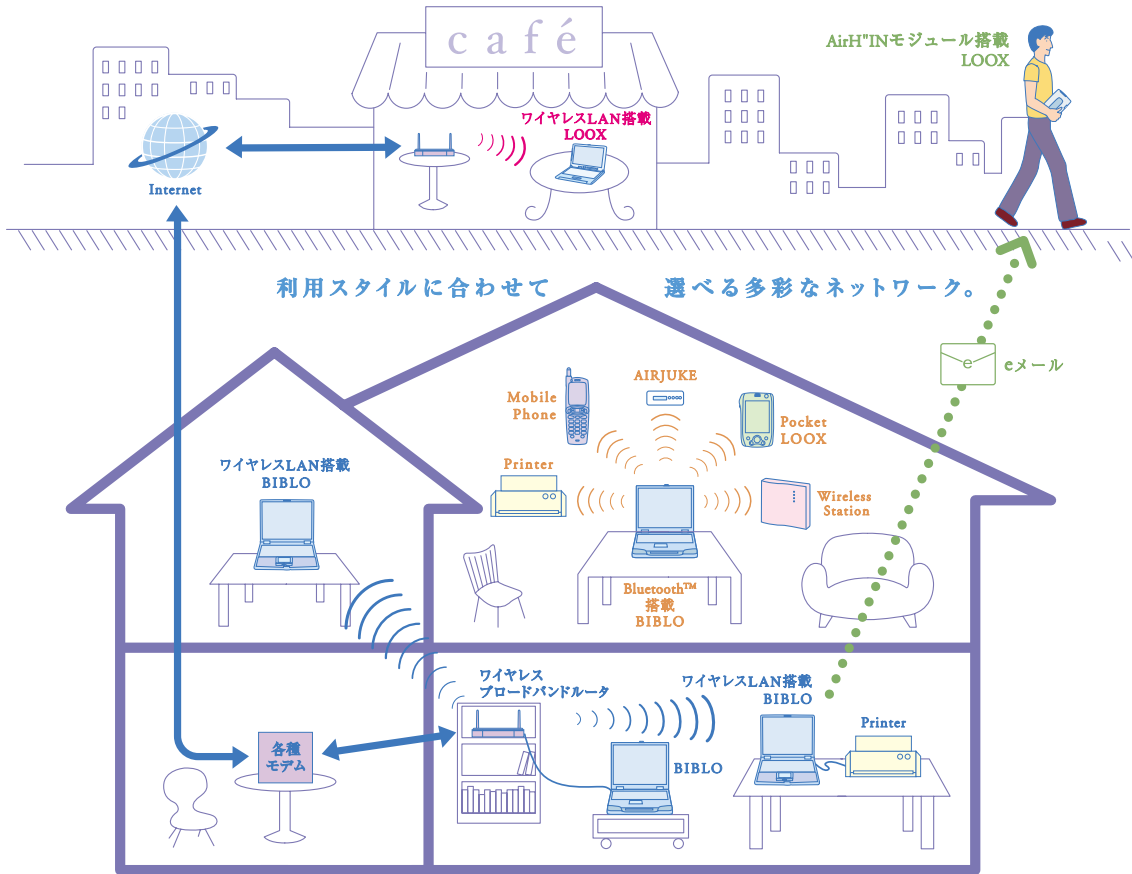 café
AirH"INモジュール搭載
LOOX
ワイヤレスLAN搭載
LOOX
Internet
利用スタイルに合わせて 選べる多彩なネットワーク。
e
eメール
AIRJUKE
Mobile
Phone
Pocket
LOOX
ワイヤレスLAN搭載
BIBLO
Printer
Wireless
Station
Bluetooth™
搭載
BIBLO
ワイヤレス
ブロードバンドルータ
ワイヤレスLAN搭載
BIBLO
Printer
各種
モデム
BIBLO